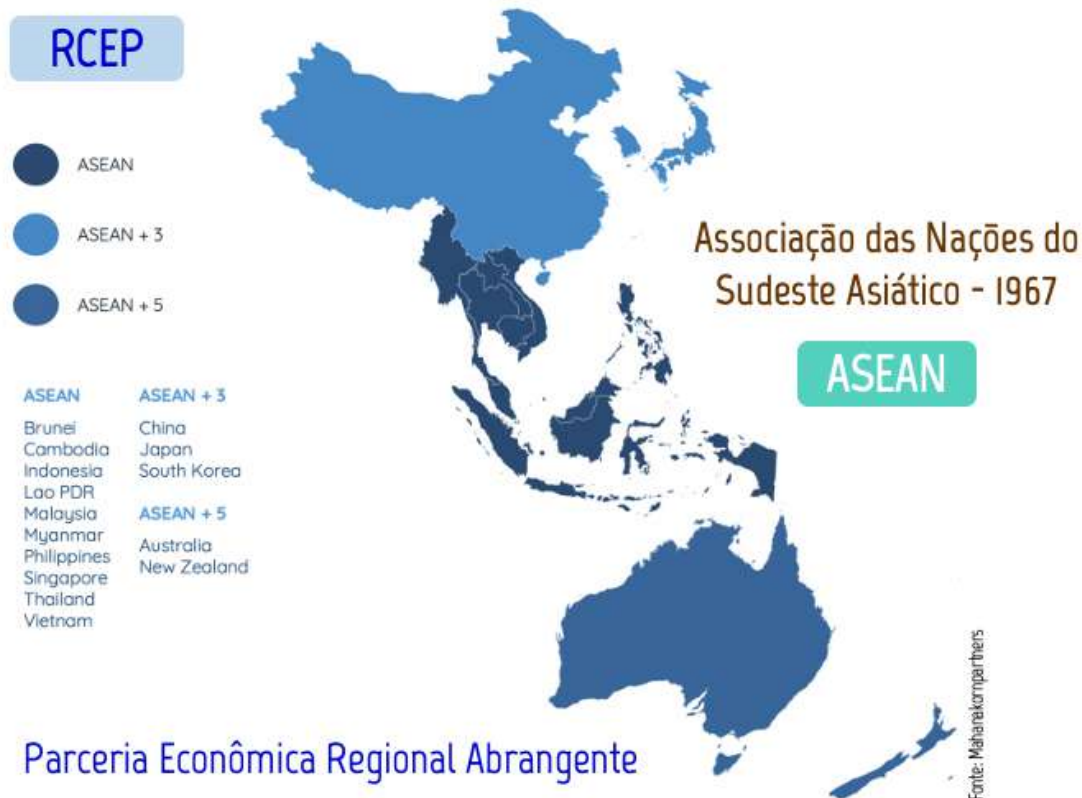 RCEP
ASEAN
ASEAN + 3
ASEAN + 5
ASEAN
Brunei
Cambodia
Indonesia
Lao PDR
Malaysia
Myanmar
Philippines
Singapore
Thailand
Vietnam
ASEAN + 3
China
Japan
South Korea
ASEAN + 5
Australia
New Zealand
Associação das Nações do
Sudeste Asiático - 1967
ASEAN
Parceria Econômica Regional Abrangente
Fonte: Mahanakornpartners